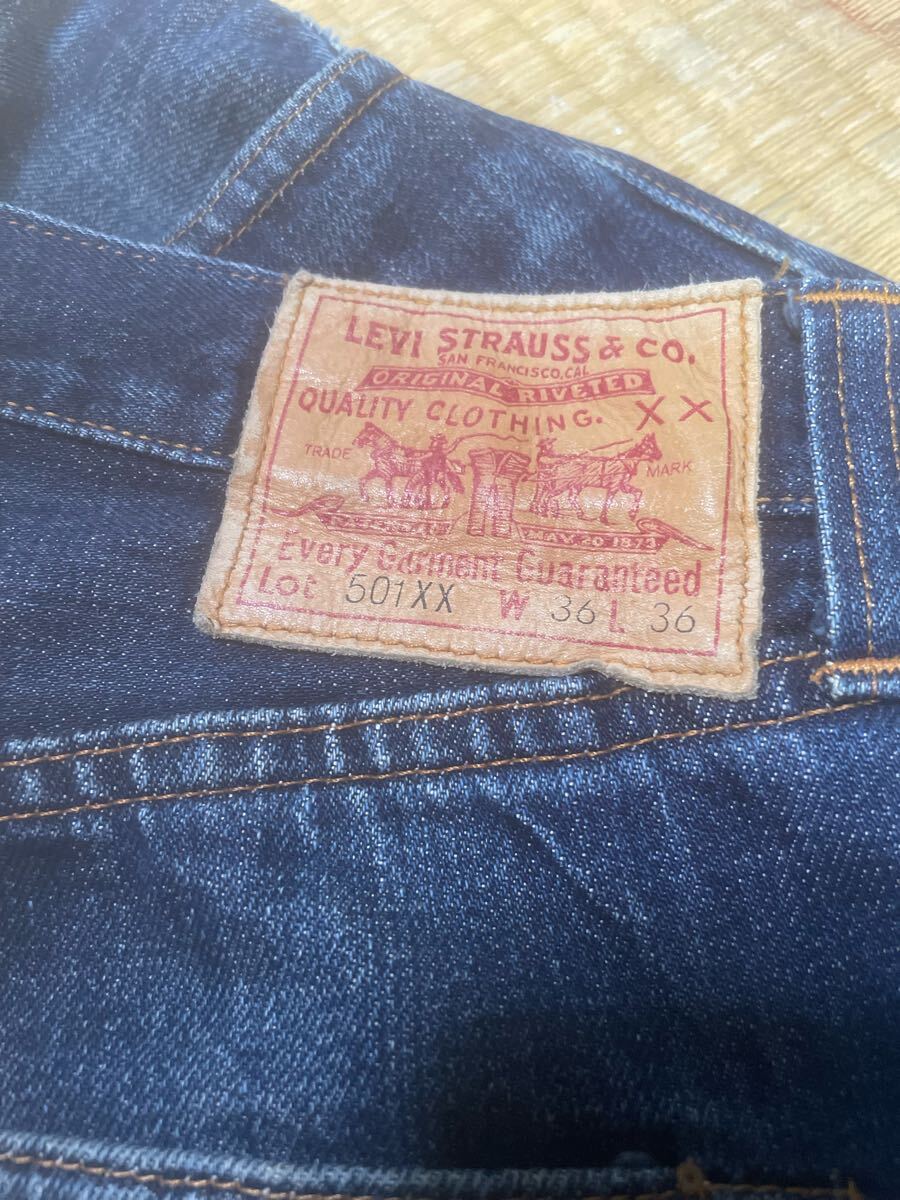 LEVI STRAUSS & CO.
SAN FRANCISCO, CAL
ORIGINAL RIVETED
QUALITY CLOTHING. XX
TRADE MARK
MAY 20 1873
Every Garment Guaranteed
Lot 501XX W 36 L 36